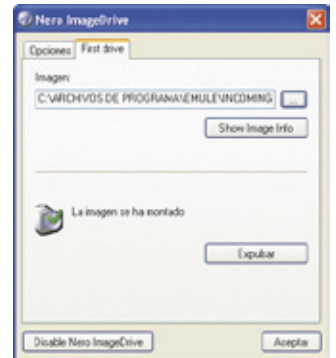 Nero ImageDrive
Opciones First drive
Imagen:
C:\ARCHIVOS DE PROGRAMA\EMULE\INCOMING ...
Show Image Info
La imagen se ha montado
Expulsar
Disable Nero ImageDrive Aceptar